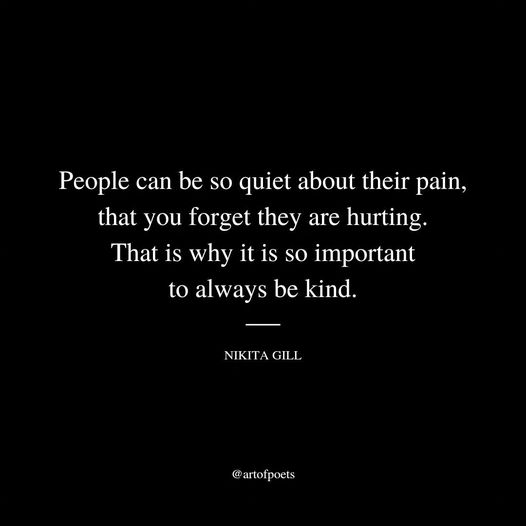 People can be so quiet about their pain,
that you forget they are hurting.
That is why it is so important
to always be kind.
NIKITA GILL
@artofpoets